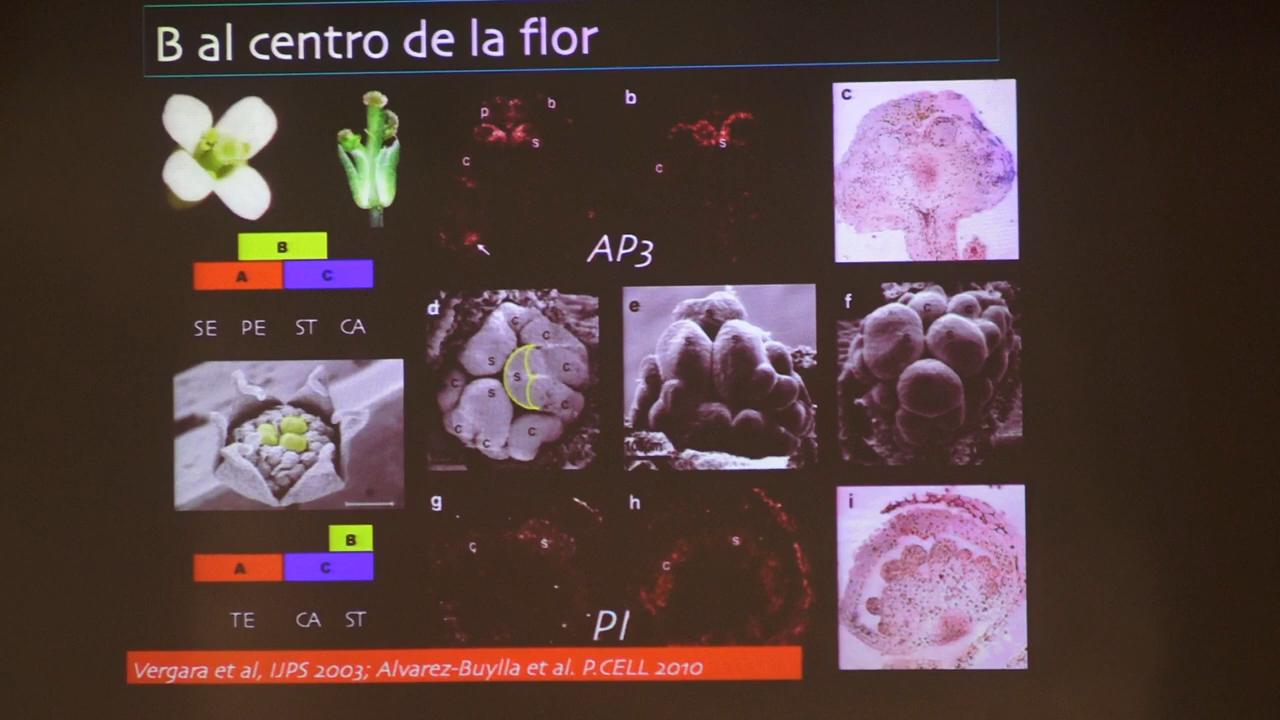 B al centro de la flor
p b
s
c
b
s
c
c
AP3
B
A C
SE PE ST CA
d
c c
s s c
c s c
c c c
e
f
c
g
c s
h
s
c
i
PI
B
A C
TE CA ST
Vergara et al, IJPS 2003; Alvarez-Buylla et al. P.CELL 2010